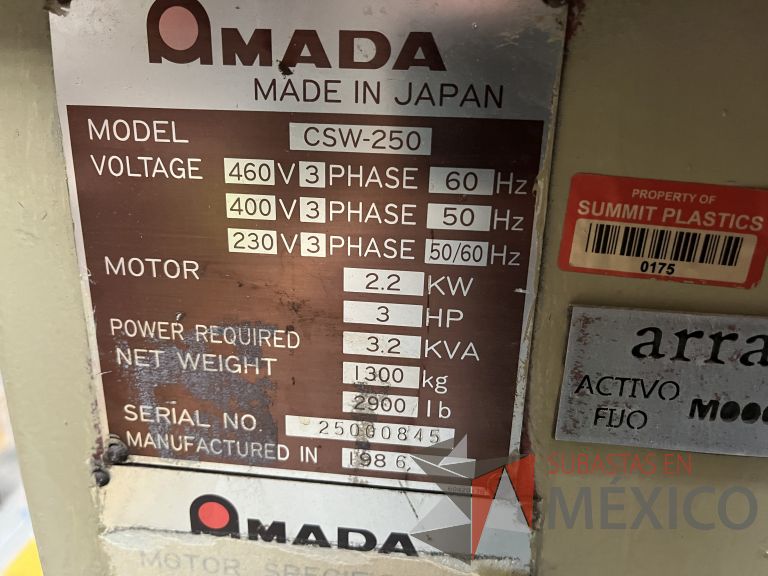 AMADA
MADE IN JAPAN
MODEL CSW-250
VOLTAGE 460 V 3 PHASE 60 Hz
400 V 3 PHASE 50 Hz
230 V 3 PHASE 50/60 Hz
MOTOR 2.2 KW
3 HP
POWER REQUIRED 3.2 KVA
NET WEIGHT 1300 kg
2900 lb
SERIAL NO. 25000845
MANUFACTURED IN 1986
AMADA
MOTOR
PROPERTY OF
SUMMIT PLASTICS
0175
arra
ACTIVO
FIJO
SUBASTAS EN
MÉXICO